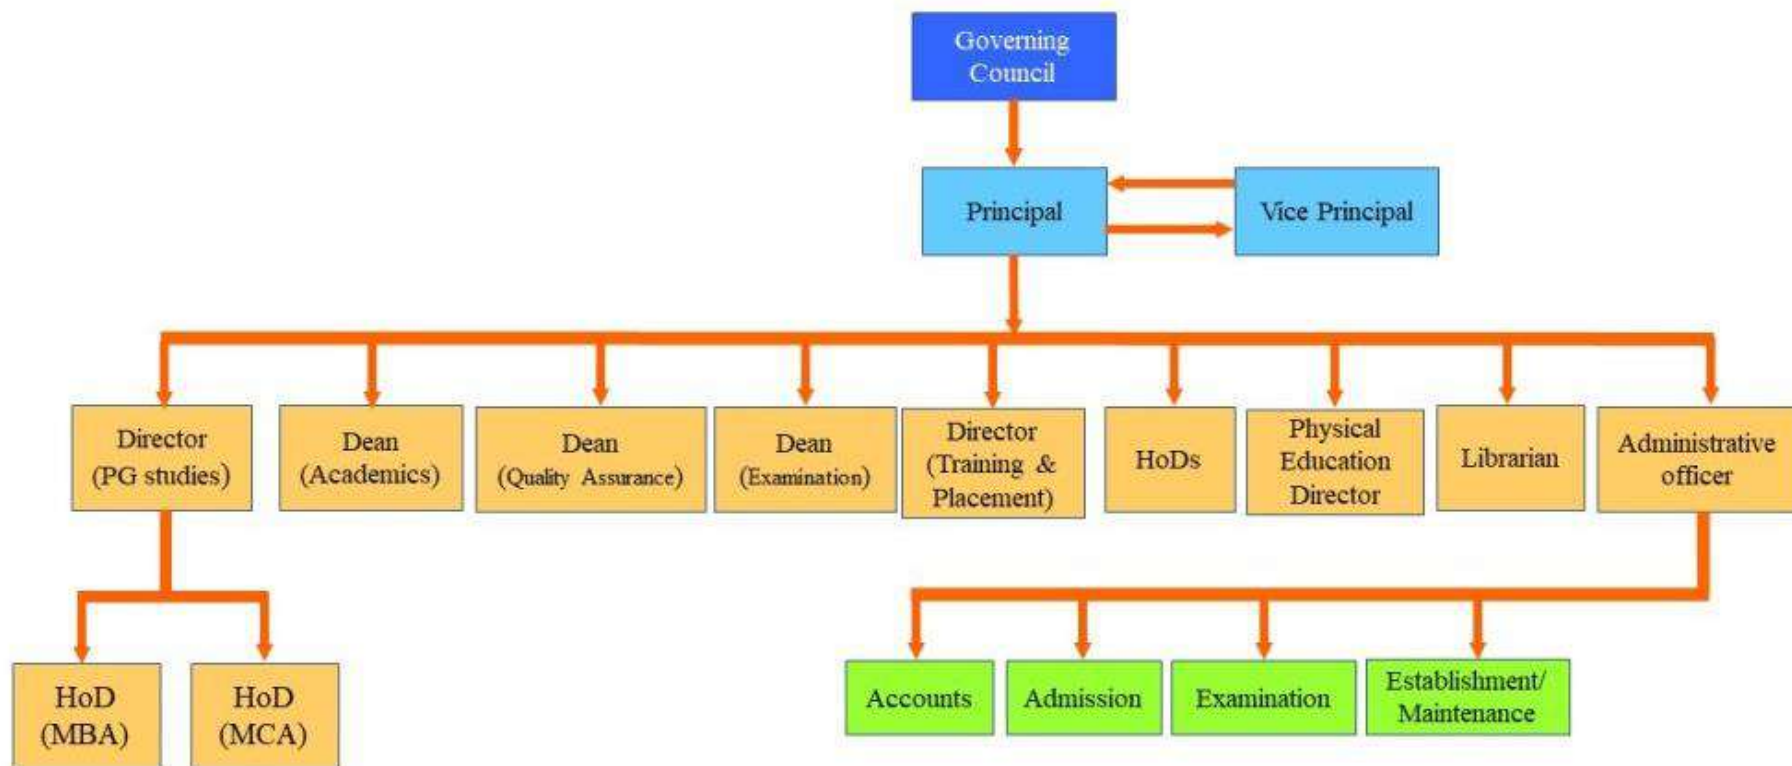 Governing
Council
Principal
Vice Principal
Director
(PG studies)
Dean
(Academics)
Dean
(Quality Assurance)
Dean
(Examination)
Director
(Training &
Placement)
HoDs
Physical
Education
Director
Librarian
Administrative
officer
HoD
(MBA)
HoD
(MCA)
Accounts
Admission
Examination
Establishment/
Maintenance